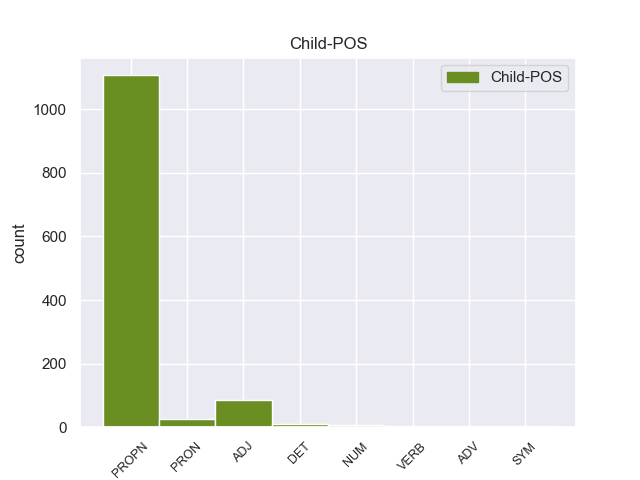 Child-POS
Child-POS
count
1000
800
600
400
200
0
PROPN
PRON
ADJ
DET
NUM
VERB
ADV
SYM